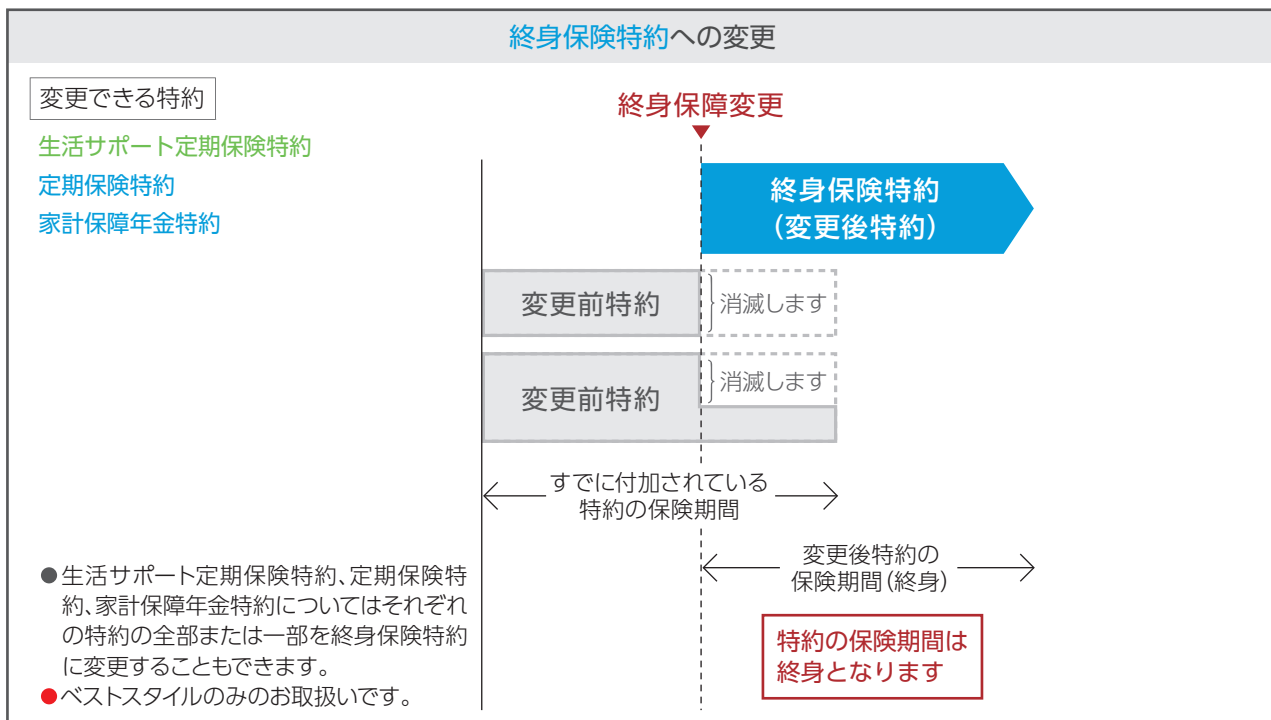 終身保険特約への変更
変更できる特約
生活サポート定期保険特約
定期保険特約
家計保障年金特約
終身保障変更
終身保険特約
（変更後特約）
変更前特約
消滅します
変更前特約
消滅します
すでに付加されている
特約の保険期間
変更後特約の
保険期間（終身）
特約の保険期間は
終身となります
●生活サポート定期保険特約、定期保険特
約、家計保障年金特約についてはそれぞれ
の特約の全部または一部を終身保険特約
に変更することもできます。
●ベストスタイルのみのお取扱いです。